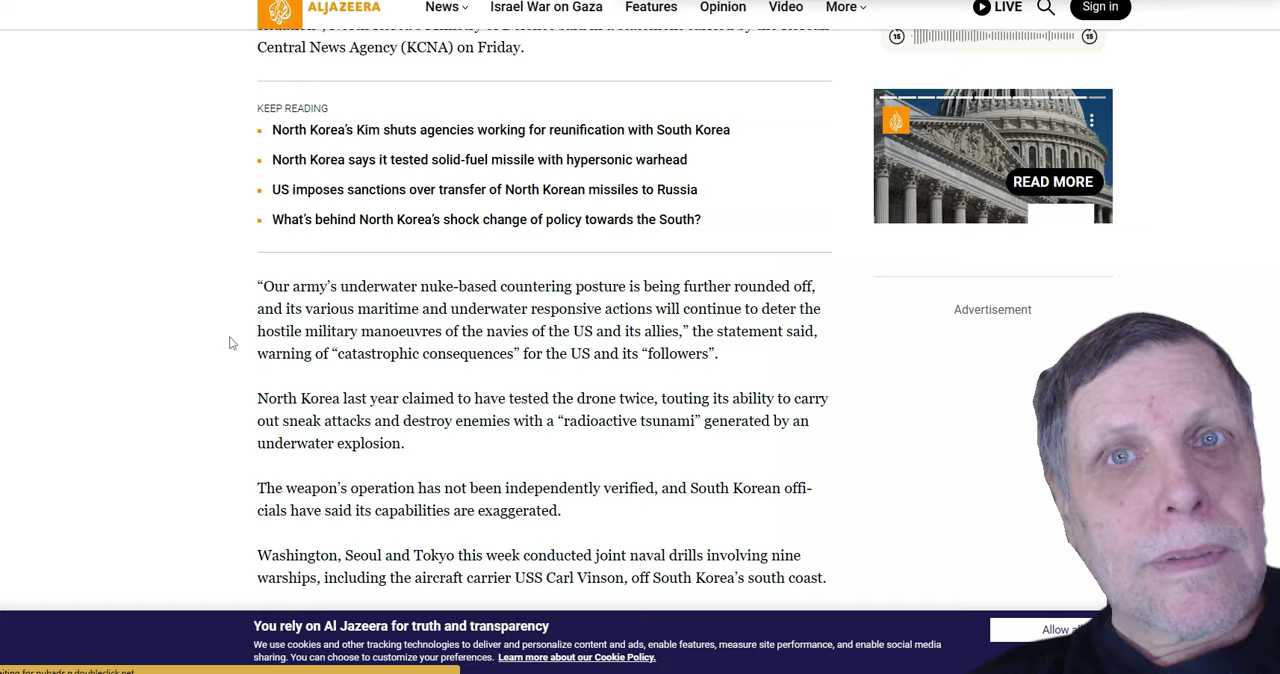 ALJAZEERA
News
Israel War on Gaza
Features
Opinion
Video
More
LIVE
Sign in
Central News Agency (KCNA) on Friday.
15
15
KEEP READING
North Korea’s Kim shuts agencies working for reunification with South Korea
North Korea says it tested solid-fuel missile with hypersonic warhead
US imposes sanctions over transfer of North Korean missiles to Russia
What’s behind North Korea’s shock change of policy towards the South?
READ MORE
“Our army’s underwater nuke-based countering posture is being further rounded off,
and its various maritime and underwater responsive actions will continue to deter the
hostile military manoeuvres of the navies of the US and its allies,” the statement said,
warning of “catastrophic consequences” for the US and its “followers”.
Advertisement
North Korea last year claimed to have tested the drone twice, touting its ability to carry
out sneak attacks and destroy enemies with a “radioactive tsunami” generated by an
underwater explosion.
The weapon’s operation has not been independently verified, and South Korean offi-
cials have said its capabilities are exaggerated.
Washington, Seoul and Tokyo this week conducted joint naval drills involving nine
warships, including the aircraft carrier USS Carl Vinson, off South Korea’s south coast.
You rely on Al Jazeera for truth and transparency
We use cookies and other tracking technologies to deliver and personalize content and ads, enable features, measure site performance, and enable social media
sharing. You can choose to customize your preferences. Learn more about our Cookie Policy.
Allow